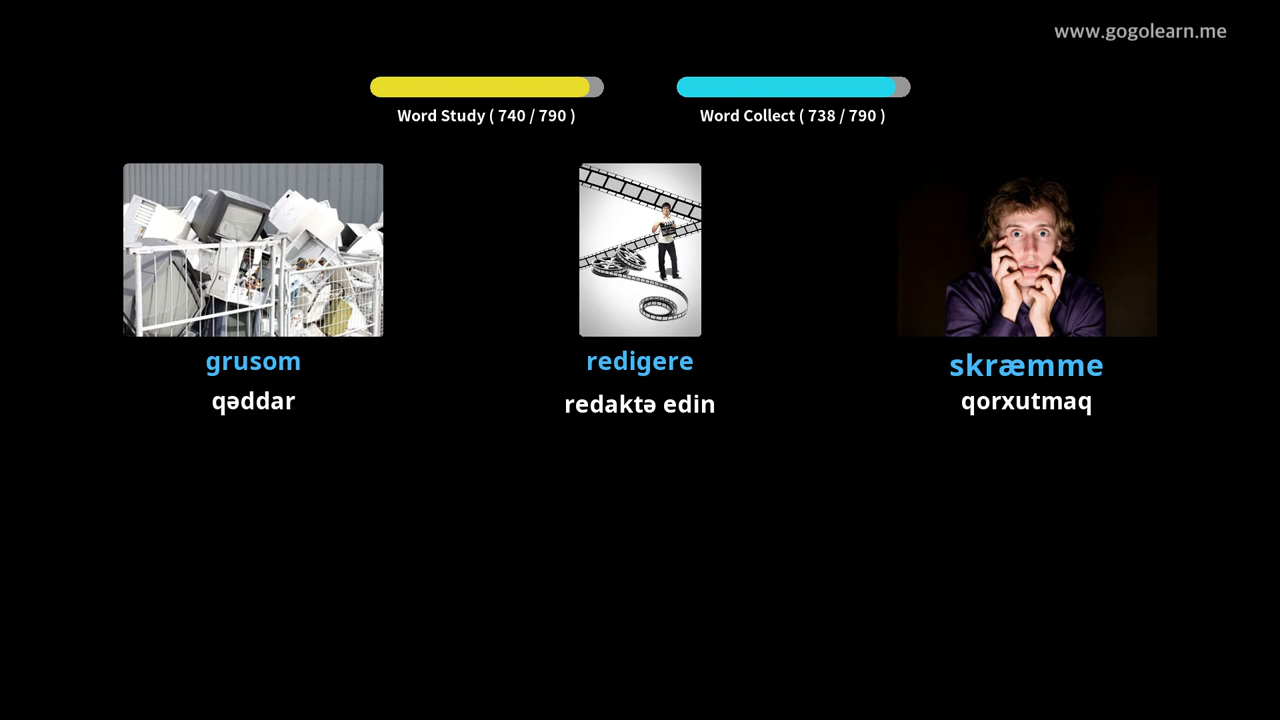 www.gogolearn.me
Word Study ( 740 / 790 )
Word Collect ( 738 / 790 )
grusom
qəddar
redigere
redaktə edin
skræmme
qorxutmaq